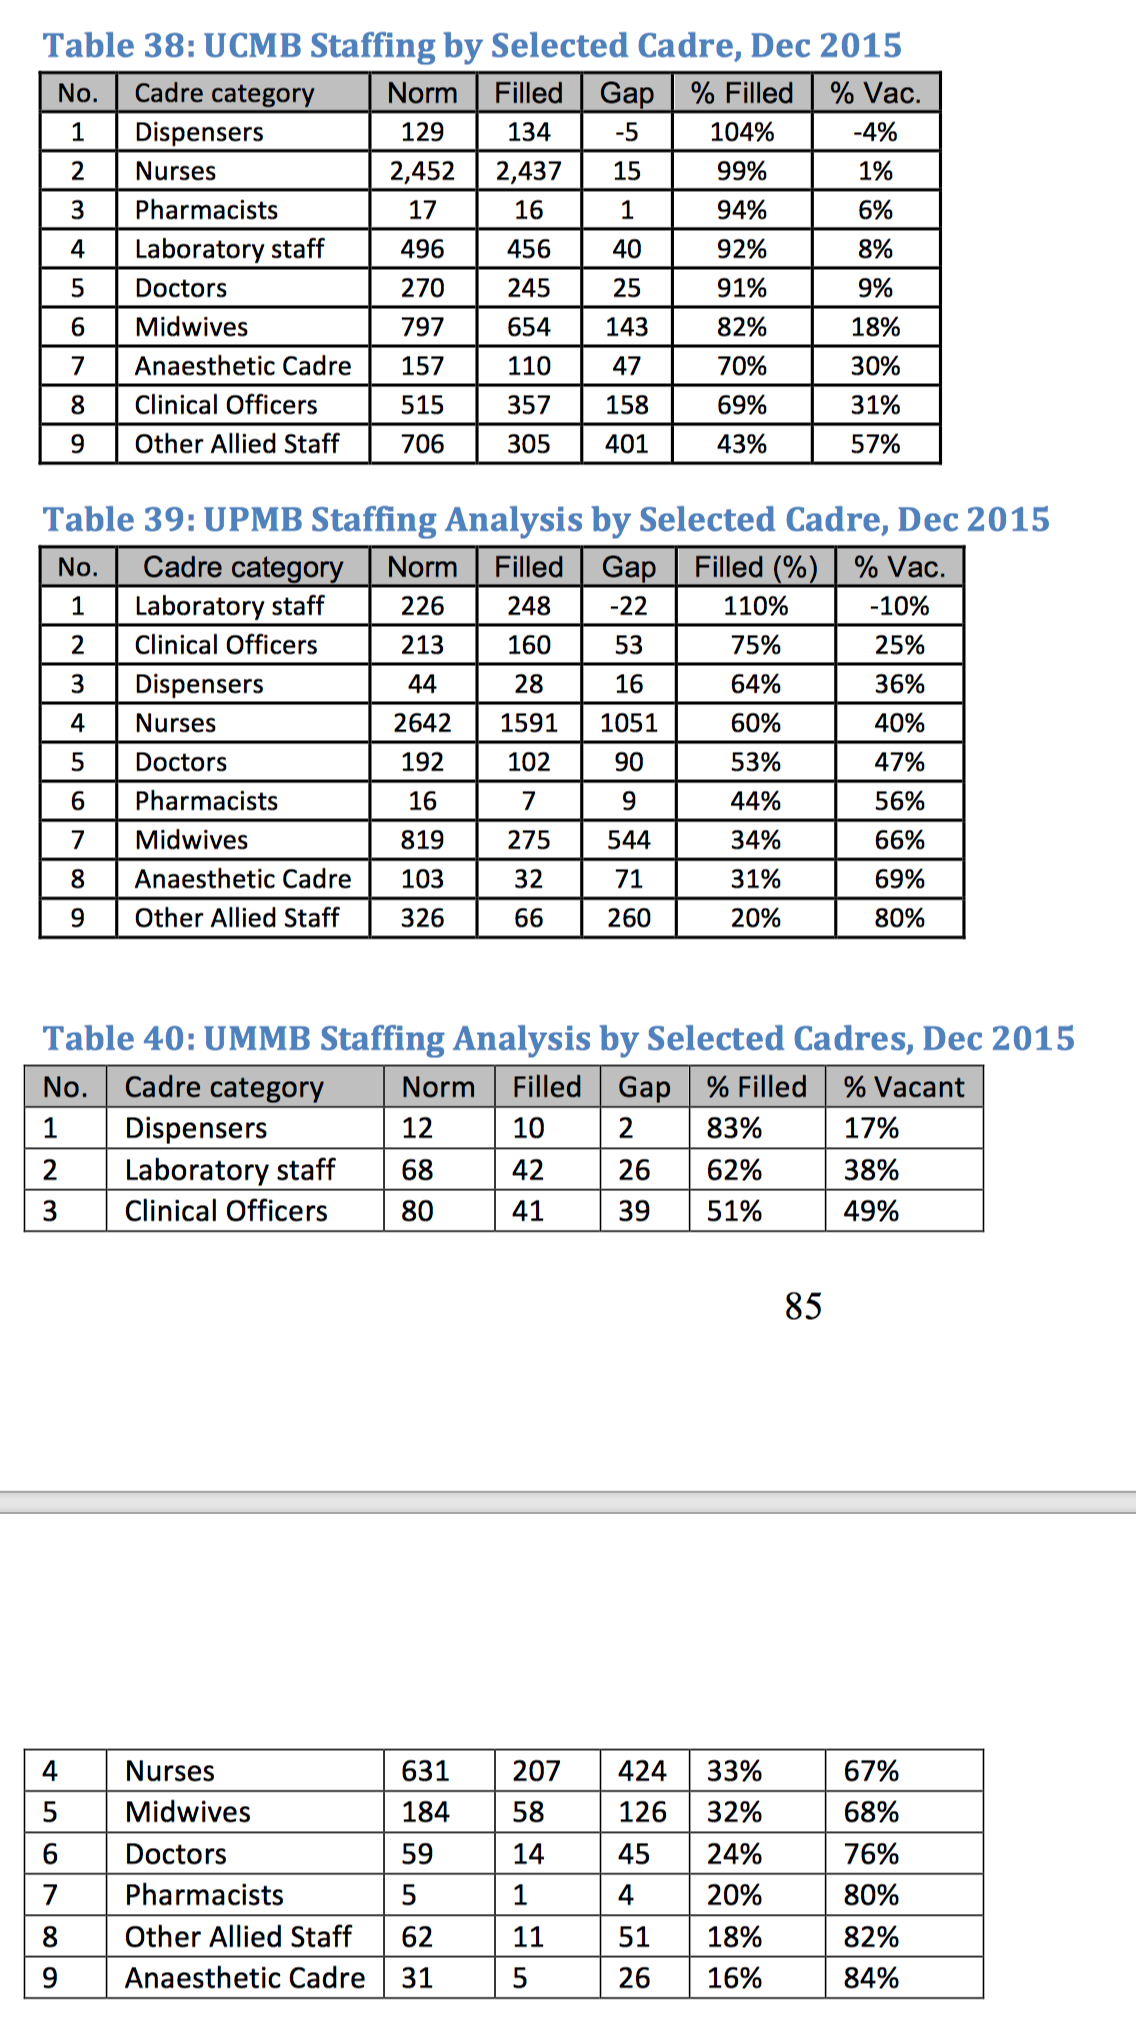 Table 38: UCMB Staffing by Selected Cadre, Dec 2015
No. Cadre category Norm Filled Gap % Filled % Vac.
1 Dispensers 129 134 -5 104% -4%
2 Nurses 2,452 2,437 15 99% 1%
3 Pharmacists 17 16 1 94% 6%
4 Laboratory staff 496 456 40 92% 8%
5 Doctors 270 245 25 91% 9%
6 Midwives 797 654 143 82% 18%
7 Anaesthetic Cadre 157 110 47 70% 30%
8 Clinical Officers 515 357 158 69% 31%
9 Other Allied Staff 706 305 401 43% 57%
Table 39: UPMB Staffing Analysis by Selected Cadre, Dec 2015
No. Cadre category Norm Filled Gap Filled (%) % Vac.
1 Laboratory staff 226 248 -22 110% -10%
2 Clinical Officers 213 160 53 75% 25%
3 Dispensers 44 28 16 64% 36%
4 Nurses 2642 1591 1051 60% 40%
5 Doctors 192 102 90 53% 47%
6 Pharmacists 16 7 9 44% 56%
7 Midwives 819 275 544 34% 66%
8 Anaesthetic Cadre 103 32 71 31% 69%
9 Other Allied Staff 326 66 260 20% 80%
Table 40: UMMB Staffing Analysis by Selected Cadres, Dec 2015
No. Cadre category Norm Filled Gap % Filled % Vacant
1 Dispensers 12 10 2 83% 17%
2 Laboratory staff 68 42 26 62% 38%
3 Clinical Officers 80 41 39 51% 49%
85
4 Nurses 631 207 424 33% 67%
5 Midwives 184 58 126 32% 68%
6 Doctors 59 14 45 24% 76%
7 Pharmacists 5 1 4 20% 80%
8 Other Allied Staff 62 11 51 18% 82%
9 Anaesthetic Cadre 31 5 26 16% 84%